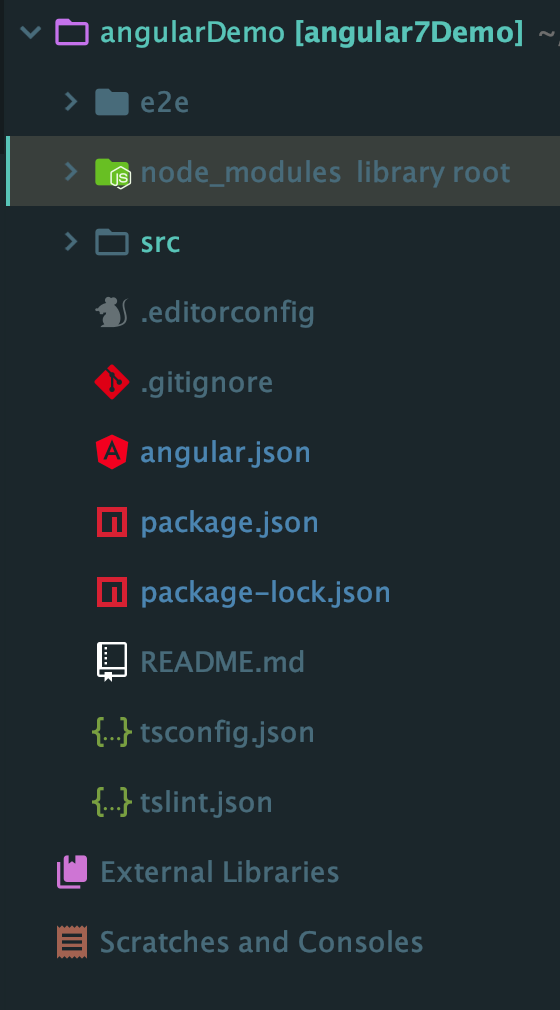 angularDemo [angular7Demo] ~
e2e
node_modules library root
src
.editorconfig
.gitignore
angular.json
package.json
package-lock.json
README.md
tsconfig.json
tslint.json
External Libraries
Scratches and Consoles